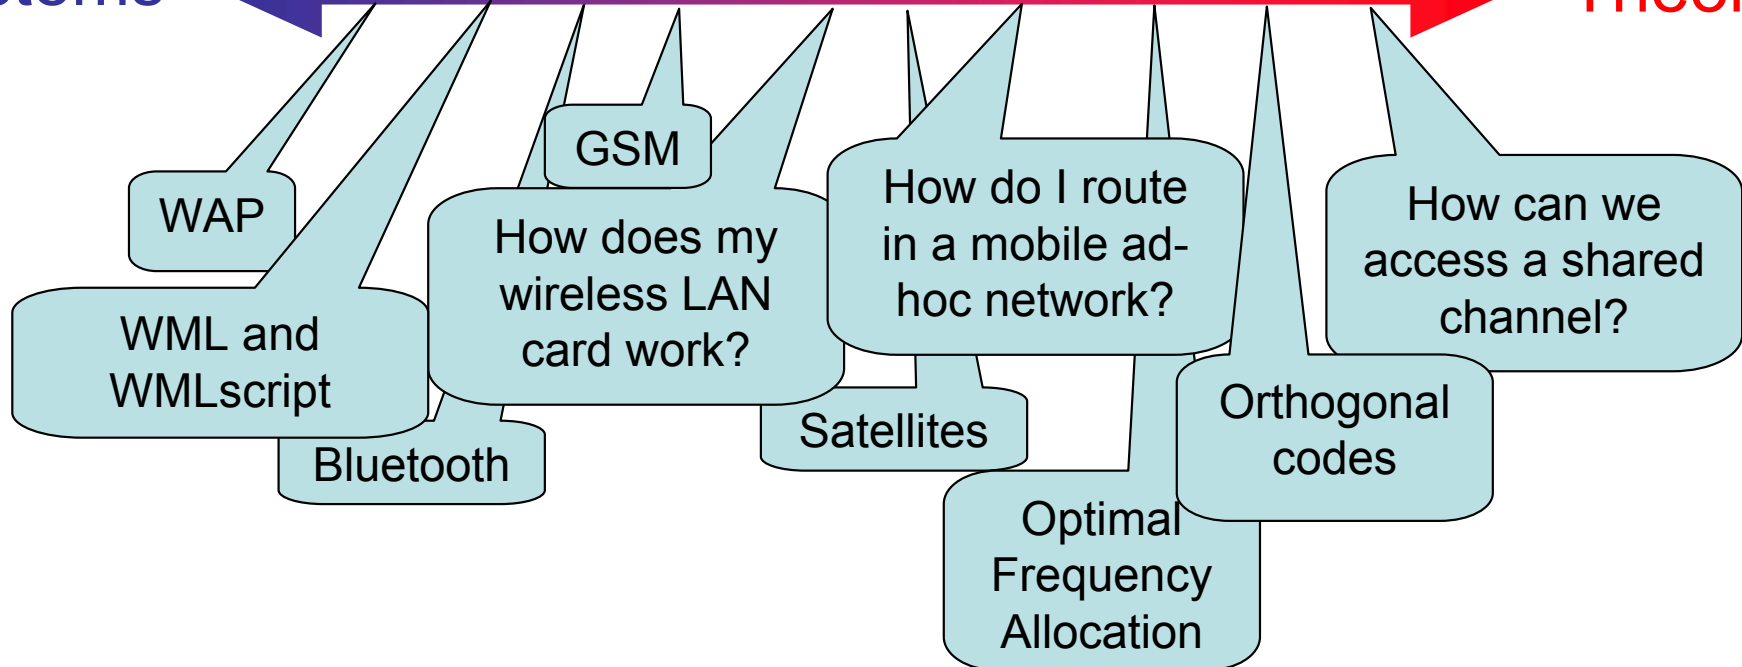 GSM
WAP
How does my
wireless LAN
card work?
How do I route
in a mobile ad-
hoc network?
How can we
access a shared
channel?
WML and
WMLscript
Bluetooth
Satellites
Orthogonal
codes
Optimal
Frequency
Allocation